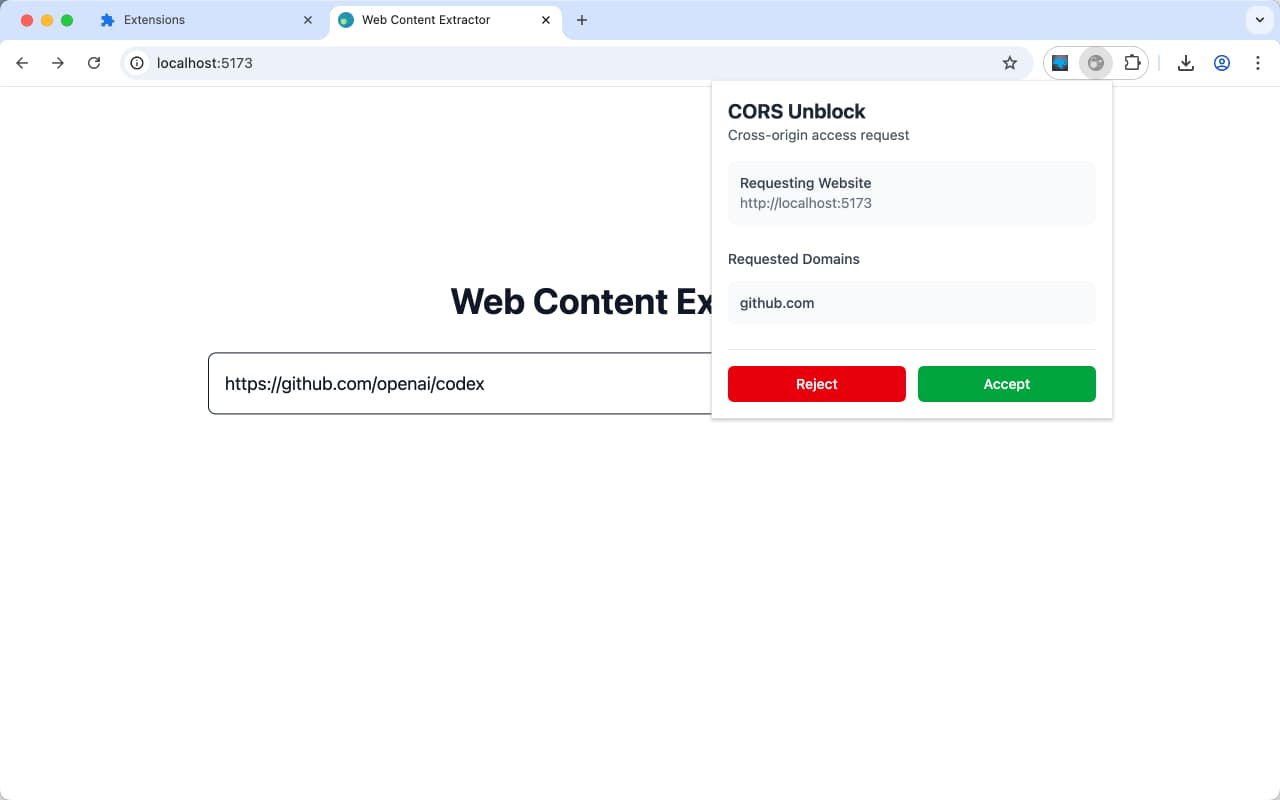 Extensions
Web Content Extractor
localhost:5173
CORS Unblock
Cross-origin access request
Requesting Website
http://localhost:5173
Requested Domains
github.com
Reject
Accept
Web Content Ex
https://github.com/openai/codex